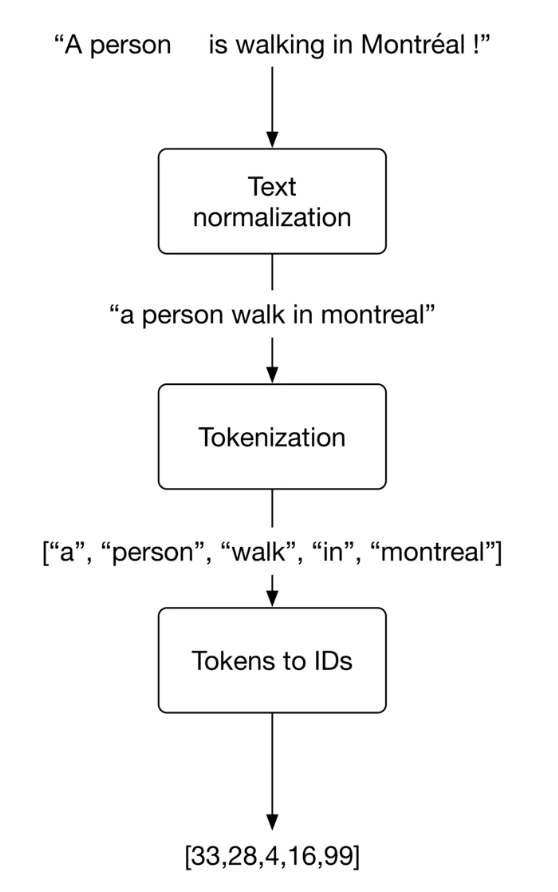 “A person     is walking in Montréal !”
Text
normalization
“a person walk in montreal”
Tokenization
[“a”, “person”, “walk”, “in”, “montreal”]
Tokens to IDs
[33,28,4,16,99]